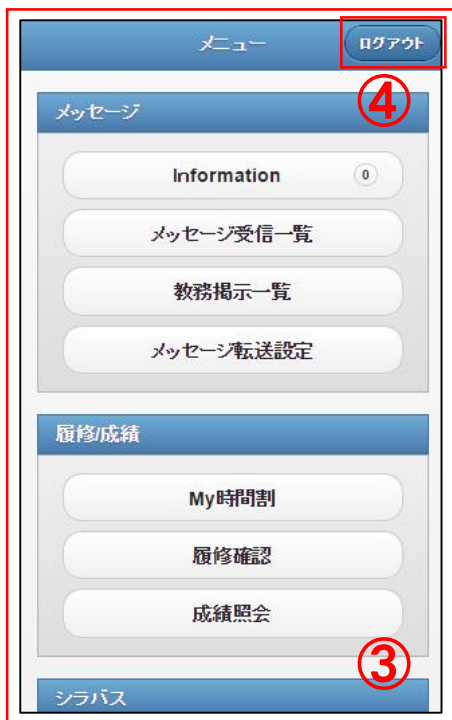 メニュー
ログアウト
④
メッセージ
Information 0
メッセージ受信一覧
教務掲示一覧
メッセージ転送設定
履修/成績
My時間割
履修確認
成績照会
③
シラバス